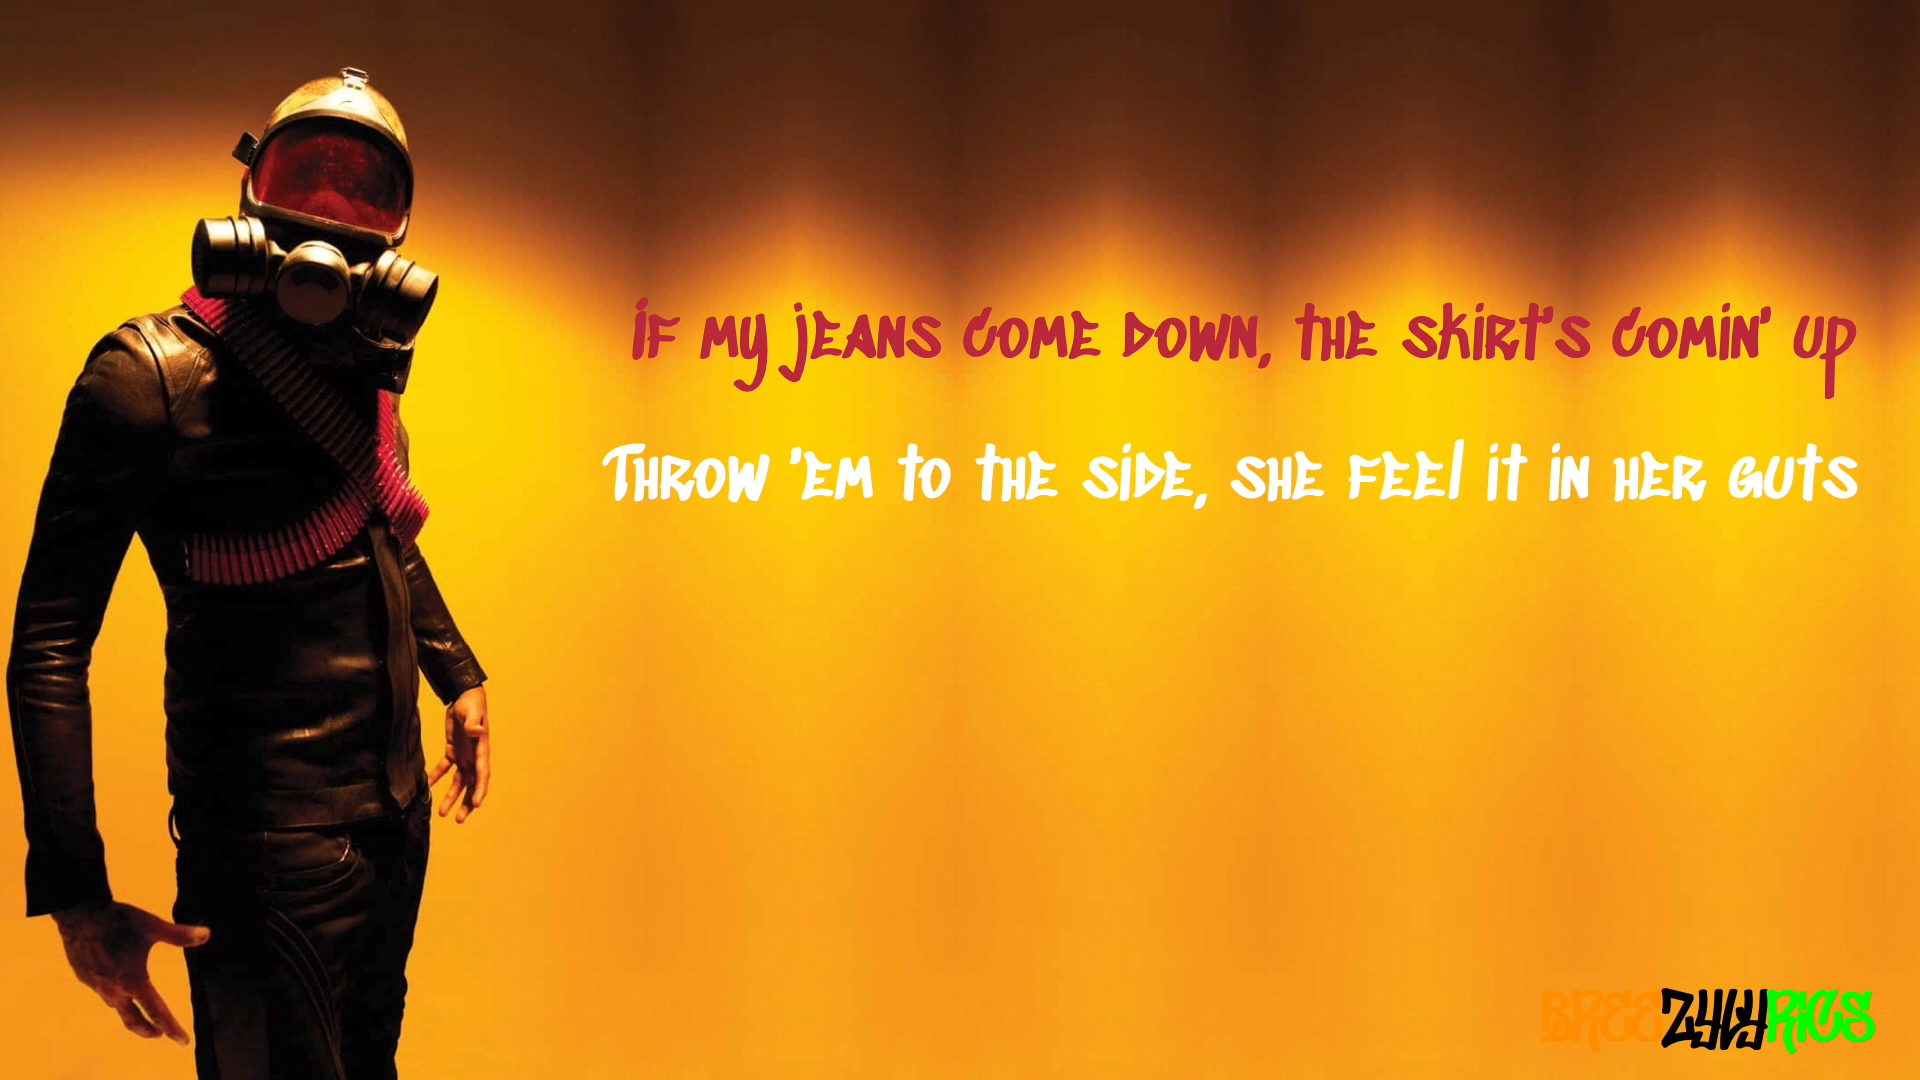 If my jeans come down, the skirt's comin' up
Throw 'em to the side, she feel it in her guts
BREEZYLYRICS